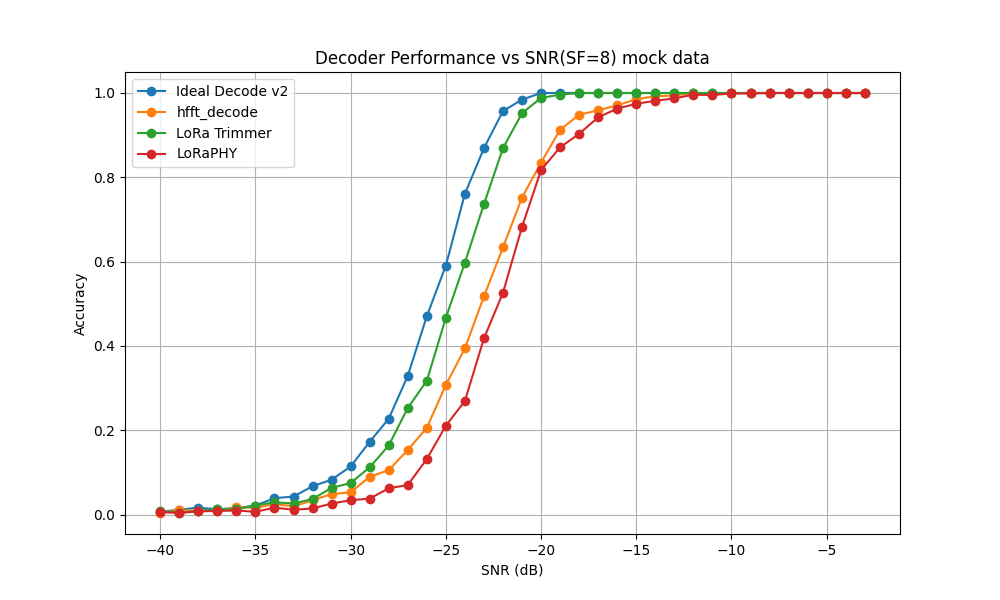 Decoder Performance vs SNR(SF=8) mock data
Ideal Decode v2
hfft_decode
LoRa Trimmer
LoRaPHY
1.0
0.8
0.6
0.4
0.2
0.0
Accuracy
−40 −35 −30 −25 −20 −15 −10 −5
SNR (dB)